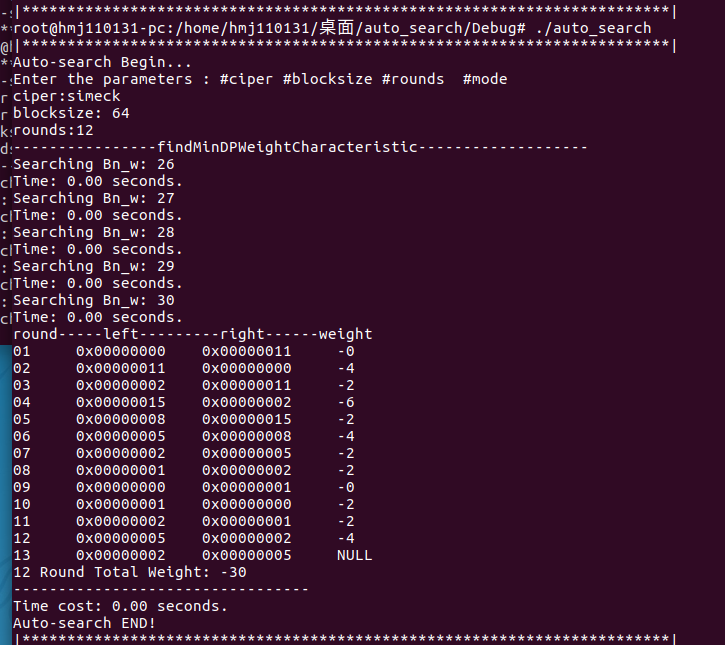 -s|************************************************************************|
root@hmj110131-pc:/home/hmj110131/桌面/auto_search/Debug# ./auto_search
|************************************************************************|
Auto-search Begin...
Enter the parameters : #ciper #blocksize #rounds  #mode
ciper:simeck
blocksize: 64
rounds:12
----------------findMinDPWeightCharacteristic-------------------
Searching Bn_w: 26
Time: 0.00 seconds.
Searching Bn_w: 27
Time: 0.00 seconds.
Searching Bn_w: 28
Time: 0.00 seconds.
Searching Bn_w: 29
Time: 0.00 seconds.
Searching Bn_w: 30
Time: 0.00 seconds.
round-----left---------right------weight
01     0x00000000    0x00000011     -0
02     0x00000011    0x00000000     -4
03     0x00000002    0x00000011     -2
04     0x00000015    0x00000002     -6
05     0x00000008    0x00000015     -2
06     0x00000005    0x00000008     -4
07     0x00000002    0x00000005     -2
08     0x00000001    0x00000002     -2
09     0x00000000    0x00000001     -0
10     0x00000001    0x00000000     -2
11     0x00000002    0x00000001     -2
12     0x00000005    0x00000002     -4
13     0x00000002    0x00000005     NULL
12 Round Total Weight: -30
---------------------------------
Time cost: 0.00 seconds.
Auto-search END!
|************************************************************************|